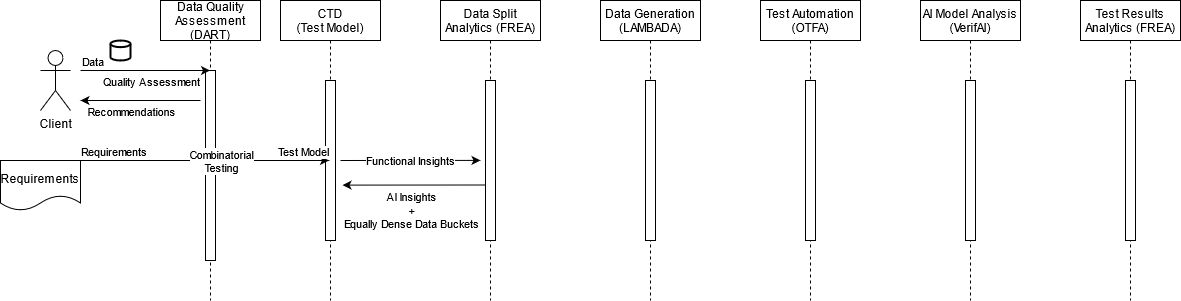 Data Quality
Assessment
(DART)
CTD
(Test Model)
Data Split
Analytics (FREA)
Data Generation
(LAMBADA)
Test Automation
(OTFA)
AI Model Analysis
(VerifAI)
Test Results
Analytics (FREA)
Data
Quality Assessment
Recommendations
Client
Requirements
Combinatorial
Testing
Test Model
Functional Insights
Requirements
AI Insights
+
Equally Dense Data Buckets